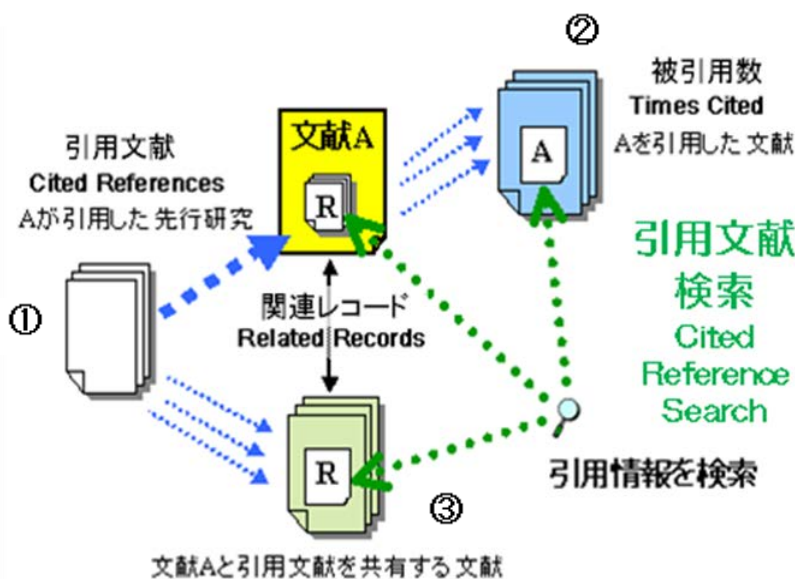 ②
被引用数
Times Cited
Aを引用した文献
A
文献A
R
引用文献
Cited References
Aが引用した先行研究
①
関連レコード
Related Records
引用文献
検索
Cited
Reference
Search
引用情報を検索
R
③
文献Aと引用文献を共有する文献